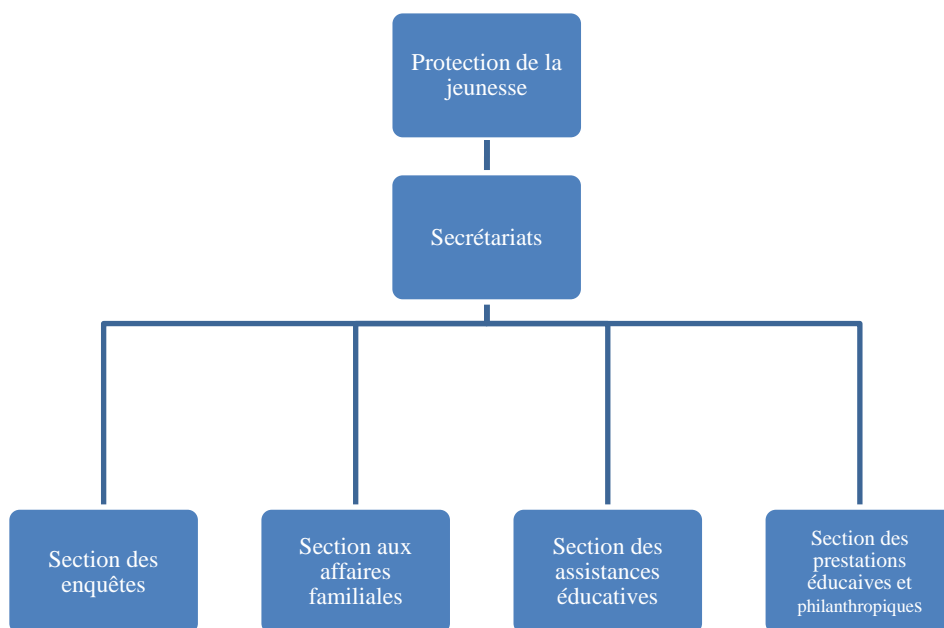 Protection de la
jeunesse
Secrétariats
Section des
enquêtes
Section aux
affaires
familiales
Section des
assistances
éducatives
Section des
prestations
éducaives et
philanthropiques